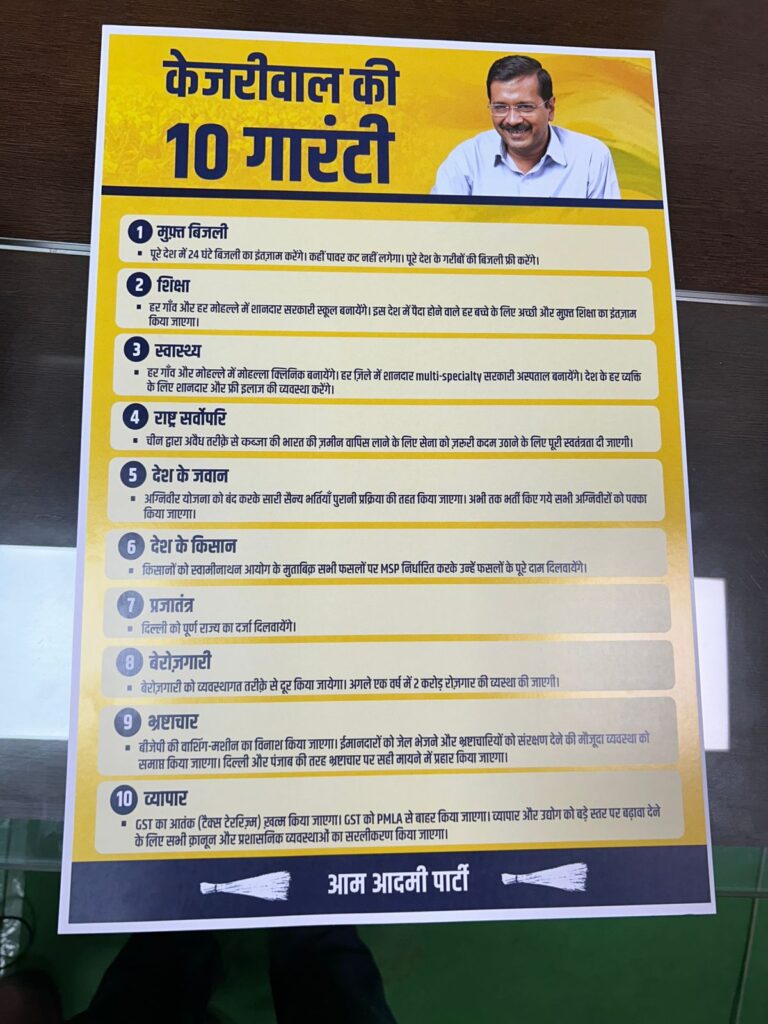 केजरीवाल की
10 गारंटी
1 मुफ़्त बिजली
▪ पूरे देश में 24 घंटे बिजली का इंतज़ाम करेंगे। कहीं पावर कट नहीं लगेगा। पूरे देश के गरीबों की बिजली फ्री करेंगे।
2 शिक्षा
▪ हर गाँव और हर मोहल्ले में शानदार सरकारी स्कूल बनायेंगे। इस देश में पैदा होने वाले हर बच्चे के लिए अच्छी और मुफ़्त शिक्षा का इंतज़ाम
किया जाएगा।
3 स्वास्थ्य
▪ हर गाँव और मोहल्ले में मोहल्ला क्लिनिक बनायेंगे। हर ज़िले में शानदार multi-specialty सरकारी अस्पताल बनायेंगे। देश के हर व्यक्ति
के लिए शानदार और फ्री इलाज की व्यवस्था करेंगे।
4 राष्ट्र सर्वोपरि
▪ चीन द्वारा अवैध तरीक़े से कब्जा की भारत की ज़मीन वापिस लाने के लिए सेना को ज़रुरी कदम उठाने के लिए पूरी स्वतंत्रता दी जाएगी।
5 देश के जवान
▪ अग्निवीर योजना को बंद करके सारी सैन्य भर्तियाँ पुरानी प्रक्रिया की तहत किया जाएगा। अभी तक भर्ती किए गये सभी अग्निवीरों को पक्का
किया जाएगा।
6 देश के किसान
▪ किसानों को स्वामीनाथन आयोग के मुताबिक़ सभी फसलों पर MSP निर्धारित करके उन्हें फसलों के पूरे दाम दिलवायेंगे।
7 प्रजातंत्र
▪ दिल्ली को पूर्ण राज्य का दर्जा दिलवायेंगे।
8 बेरोज़गारी
▪ बेरोज़गारी को व्यवस्थागत तरीक़े से दूर किया जायेगा। अगले एक वर्ष में 2 करोड़ रोज़गार की व्यस्था की जाएगी।
9 भ्रष्टाचार
▪ बीजेपी की वाशिंग-मशीन का विनाश किया जाएगा। ईमानदारों को जेल भेजने और भ्रष्टाचारियों को संरक्षण देने की मौजूदा व्यवस्था को
समाप्त किया जाएगा। दिल्ली और पंजाब की तरह भ्रष्टाचार पर सही मायने में प्रहार किया जाएगा।
10 व्यापार
▪ GST का आतंक (टैक्स टेररिज़्म) ख़त्म किया जाएगा। GST को PMLA से बाहर किया जाएगा। व्यापार और उद्योग को बड़े स्तर पर बढ़ावा देने
के लिए सभी क़ानून और प्रशासनिक व्यवस्थाओं का सरलीकरण किया जाएगा।
आम आदमी पार्टी